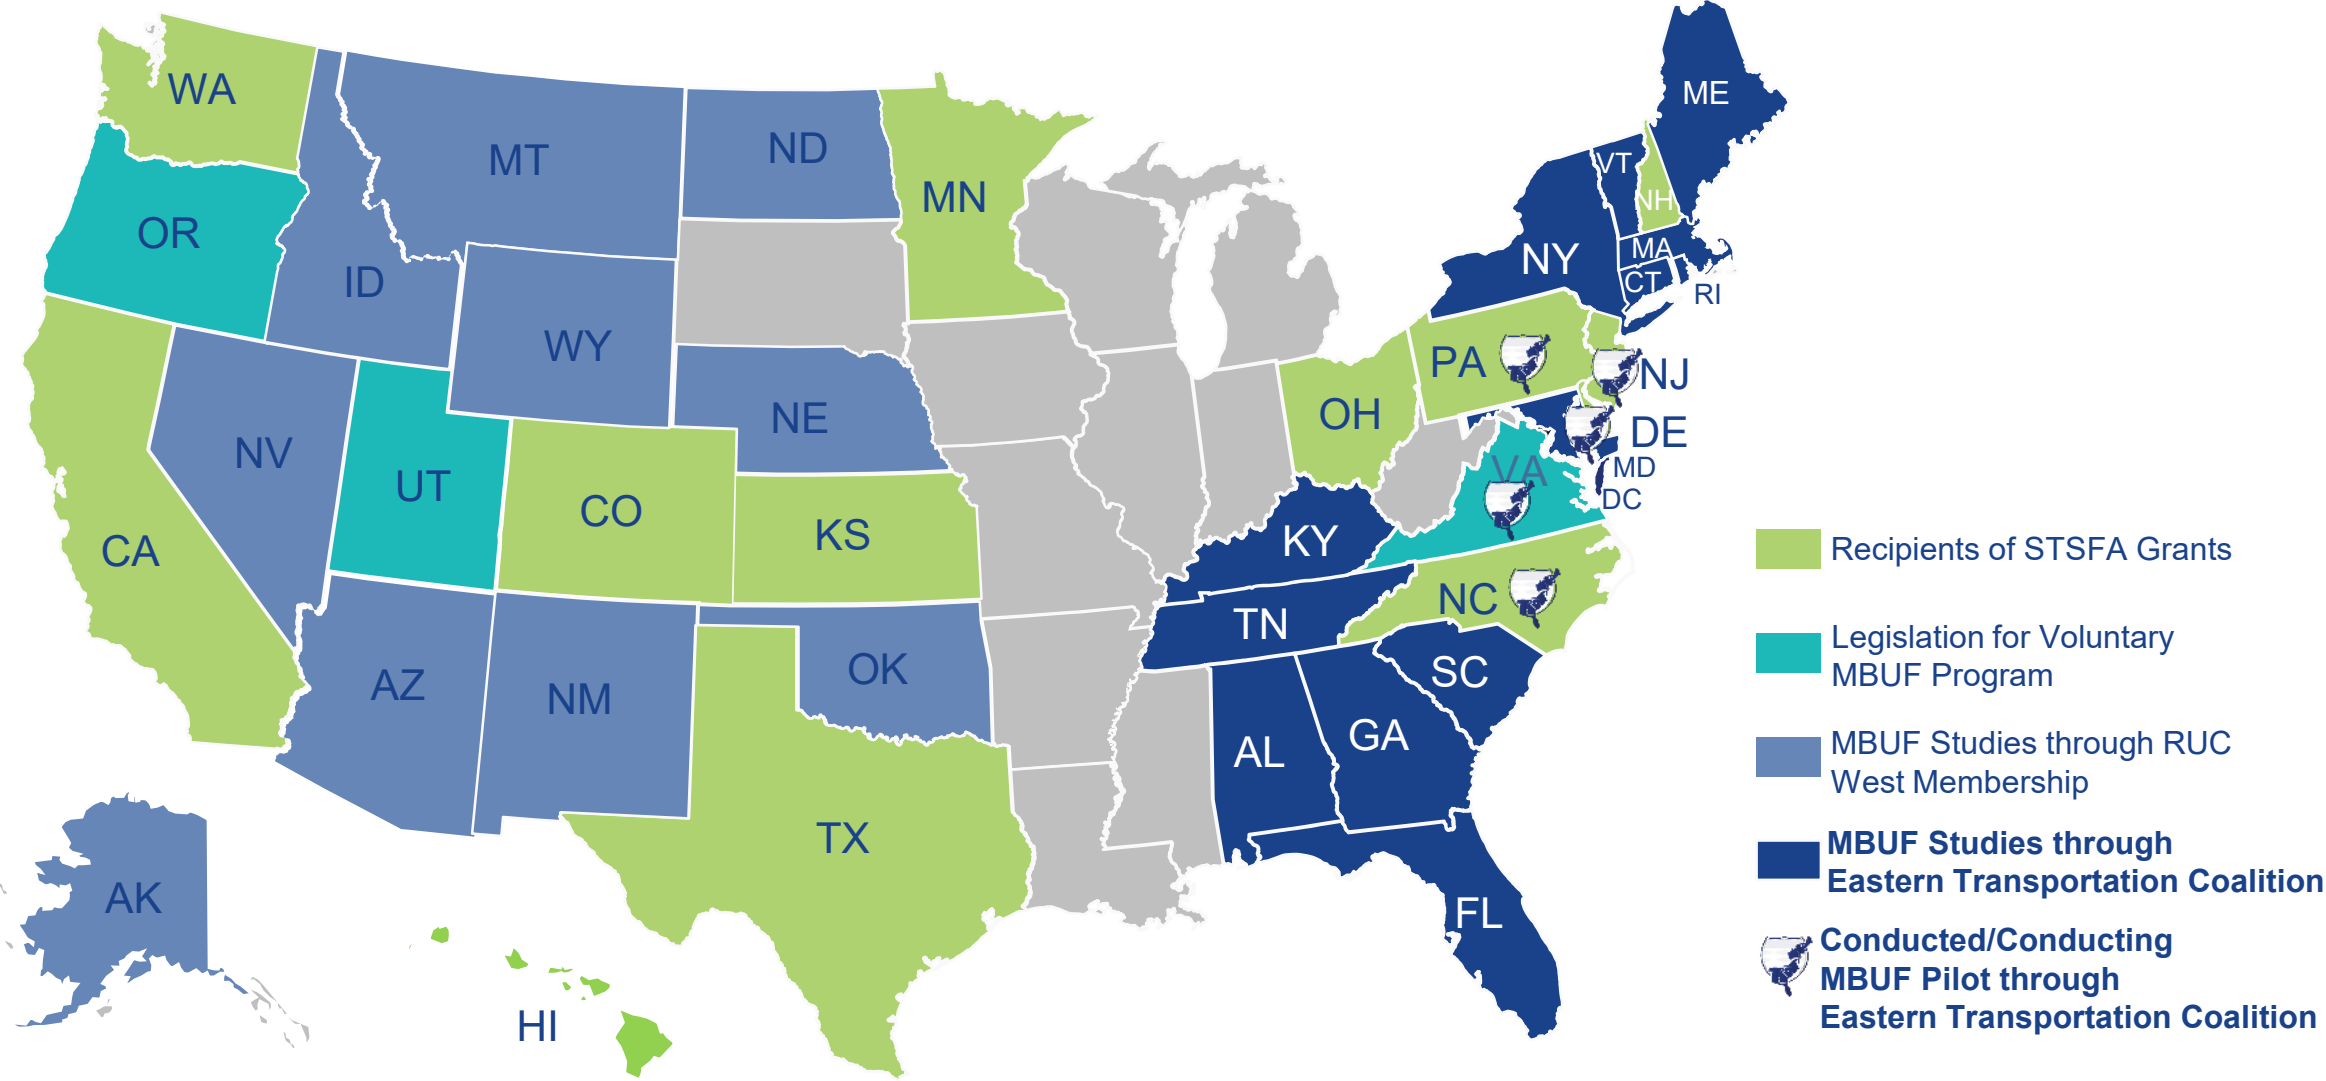 WA
OR
CA
ID
NV
MT
WY
UT
AZ
ND
NE
CO
NM
KS
OK
TX
MN
AK
HI
OH
KY
TN
AL
GA
FL
SC
NC
VA
PA
NY
VT
NH
ME
MA
CT
RI
NJ
DE
MD
DC
Recipients of STSFA Grants
Legislation for Voluntary
MBUF Program
MBUF Studies through RUC
West Membership
MBUF Studies through
Eastern Transportation Coalition
Conducted/Conducting
MBUF Pilot through
Eastern Transportation Coalition